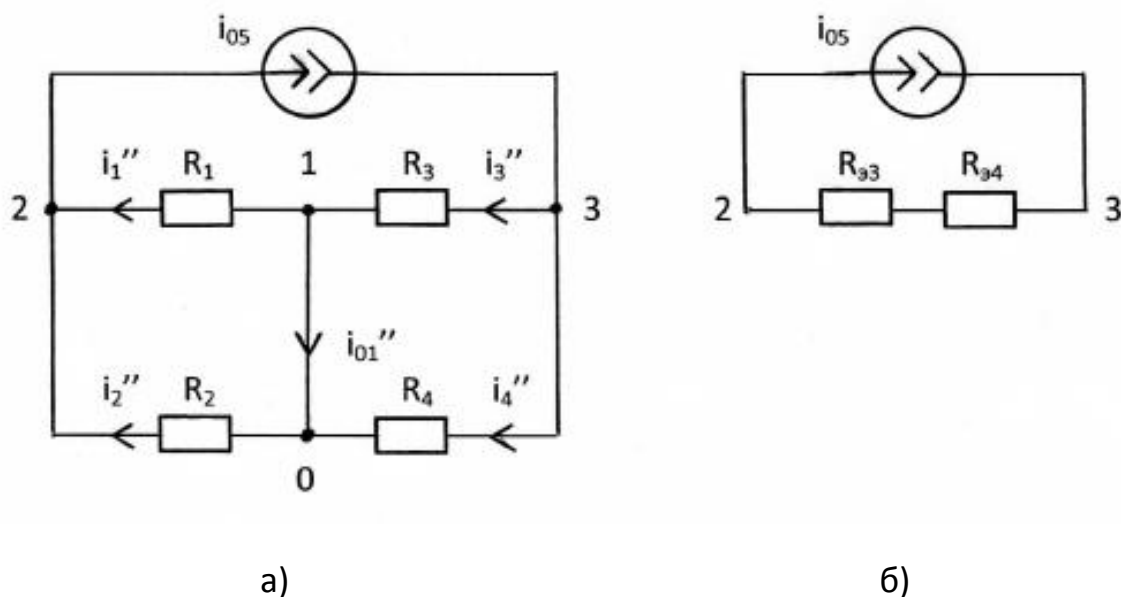 i₀₅ i₀₅
i₁′′ R₁ 1 R₃ i₃′′ Rэ3 Rэ4
2 3 2 3
i₀₁′′
i₂′′ R₂ R₄ i₄′′
0
а) б)